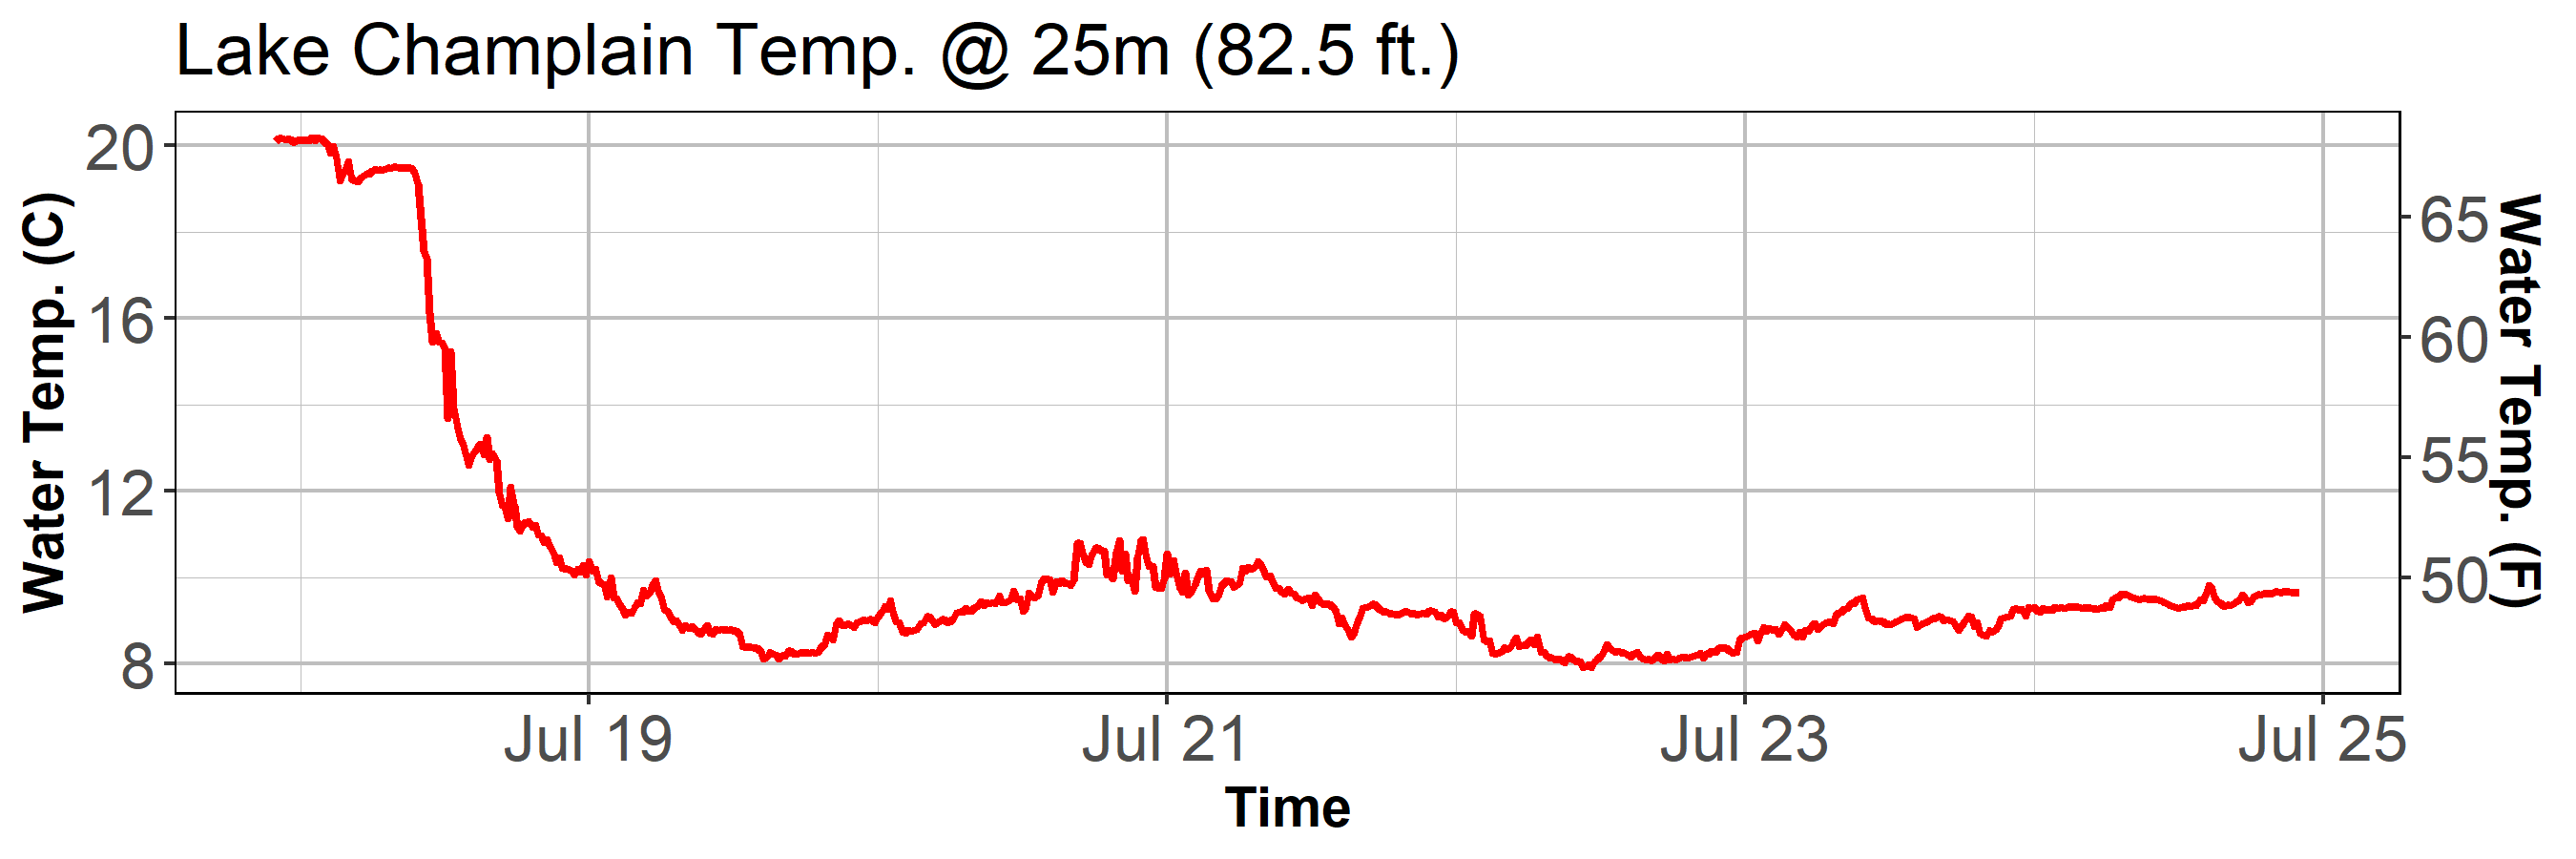 Lake Champlain Temp. @ 25m (82.5 ft.)
Water Temp. (C)
20
16
12
8
65
60
55
50
Water Temp. (F)
Jul 19
Jul 21
Jul 23
Jul 25
Time